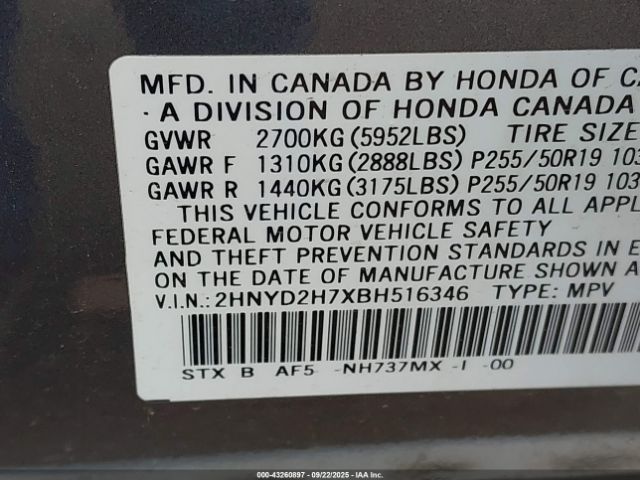 MFD. IN CANADA BY HONDA OF
· A DIVISION OF HONDA CANADA
GVWR 2700KG (5952LBS) TIRE SIZE
GAWR F 1310KG (2888LBS) P255/50R19 103
GAWR R 1440KG (3175LBS) P255/50R19 103
THIS VEHICLE CONFORMS TO ALL
FEDERAL MOTOR VEHICLE SAFETY
AND THEFT PREVENTION STANDARDS IN
ON THE DATE OF MANUFACTURE SHOWN
V.I.N.: 2HNYD2H7XBH516346 TYPE: MPV
STX B AF5 -NH737MX -I -00
000-43260897 - 09/22/2025 - IAA Inc.